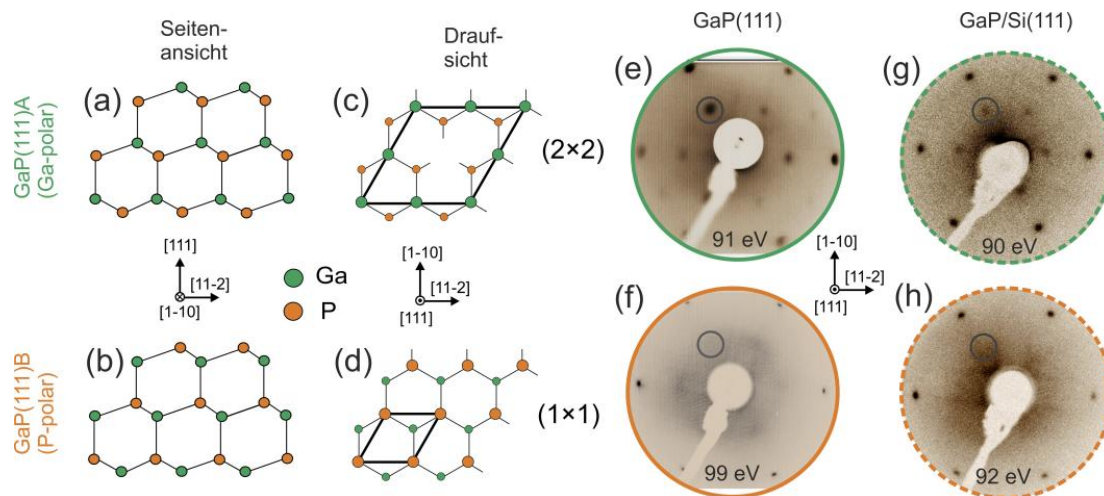 Seiten-
ansicht
Drauf-
sicht
GaP(111)
GaP/Si(111)
GaP(111)A
(Ga-polar)
(a)
(c)
(2×2)
(e)
91 eV
(g)
90 eV
[111]
[11-2]
[1-10]
[1-10]
[11-2]
[111]
Ga
P
[1-10]
[11-2]
[111]
GaP(111)B
(P-polar)
(b)
(d)
(1×1)
(f)
99 eV
(h)
92 eV